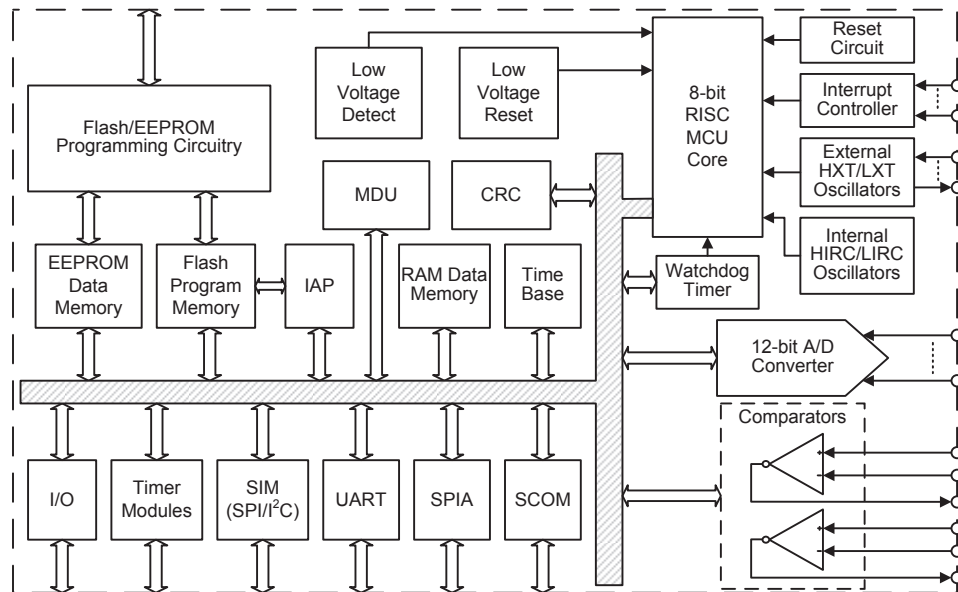 Low
Voltage
Detect
Low
Voltage
Reset
8-bit
RISC
MCU
Core
Reset
Circuit
Interrupt
Controller
External
HXT/LXT
Oscillators
Internal
HIRC/LIRC
Oscillators
Flash/EEPROM
Programming Circuitry
MDU
CRC
EEPROM
Data
Memory
Flash
Program
Memory
IAP
RAM Data
Memory
Time
Base
Watchdog
Timer
12-bit A/D
Converter
Comparators
+
-
+
-
I/O
Timer
Modules
SIM
(SPI/I²C)
UART
SPIA
SCOM